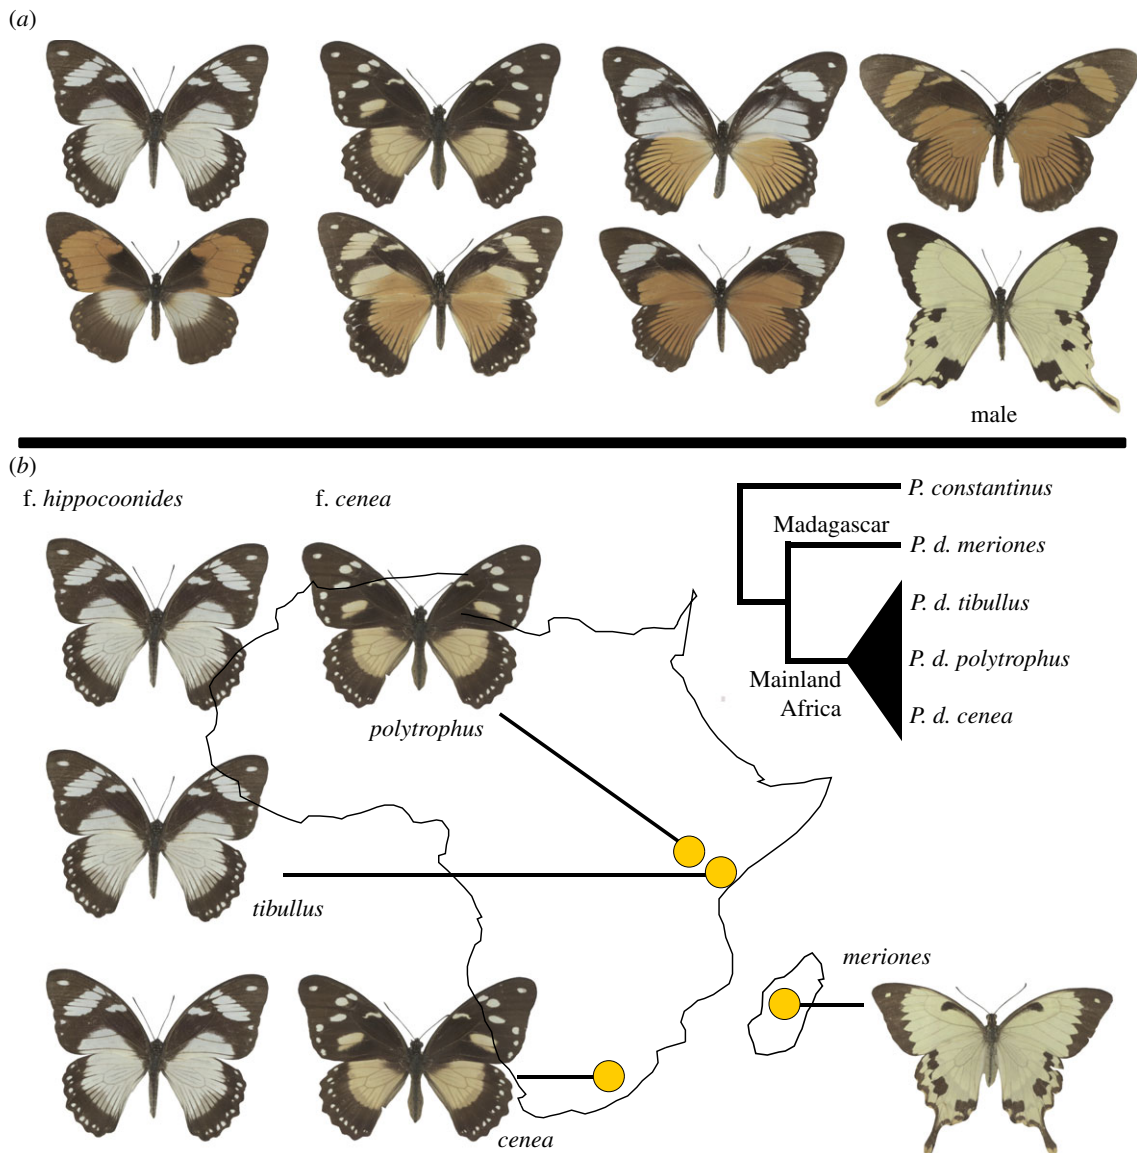 (a)
male
(b)
f. hippocoonides
f. cenea
P. constantinus
Madagascar
P. d. meriones
P. d. tibullus
P. d. polytrophus
Mainland
Africa
P. d. cenea
polytrophus
tibullus
meriones
cenea